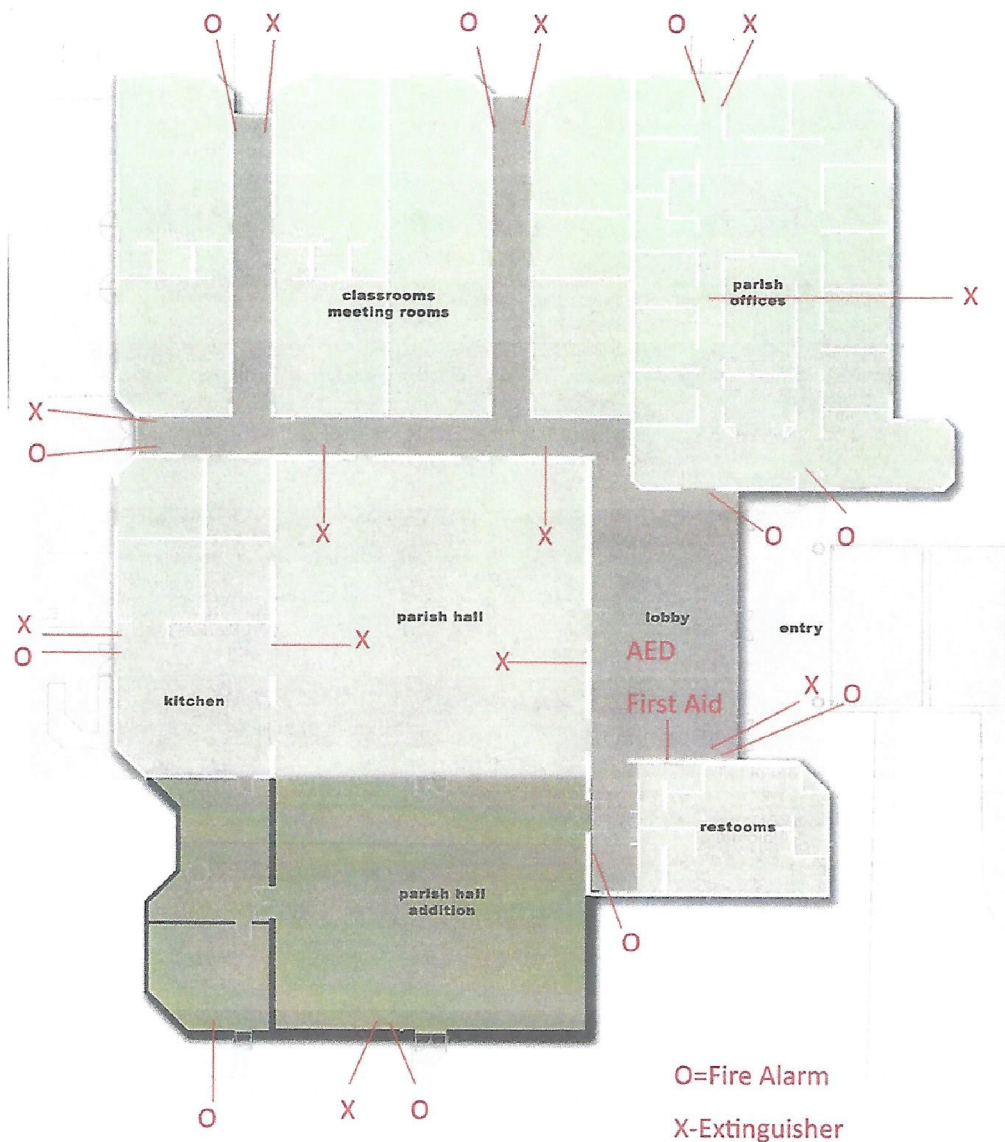 O X O X O X
classrooms
meeting rooms
parish
offices
X
X
O
X
X
O
O
parish hall
lobby
entry
X
O
X
X
AED
First Aid
X
O
kitchen
restooms
parish hall
addition
O
O
X
O
O=Fire Alarm
X-Extinguisher